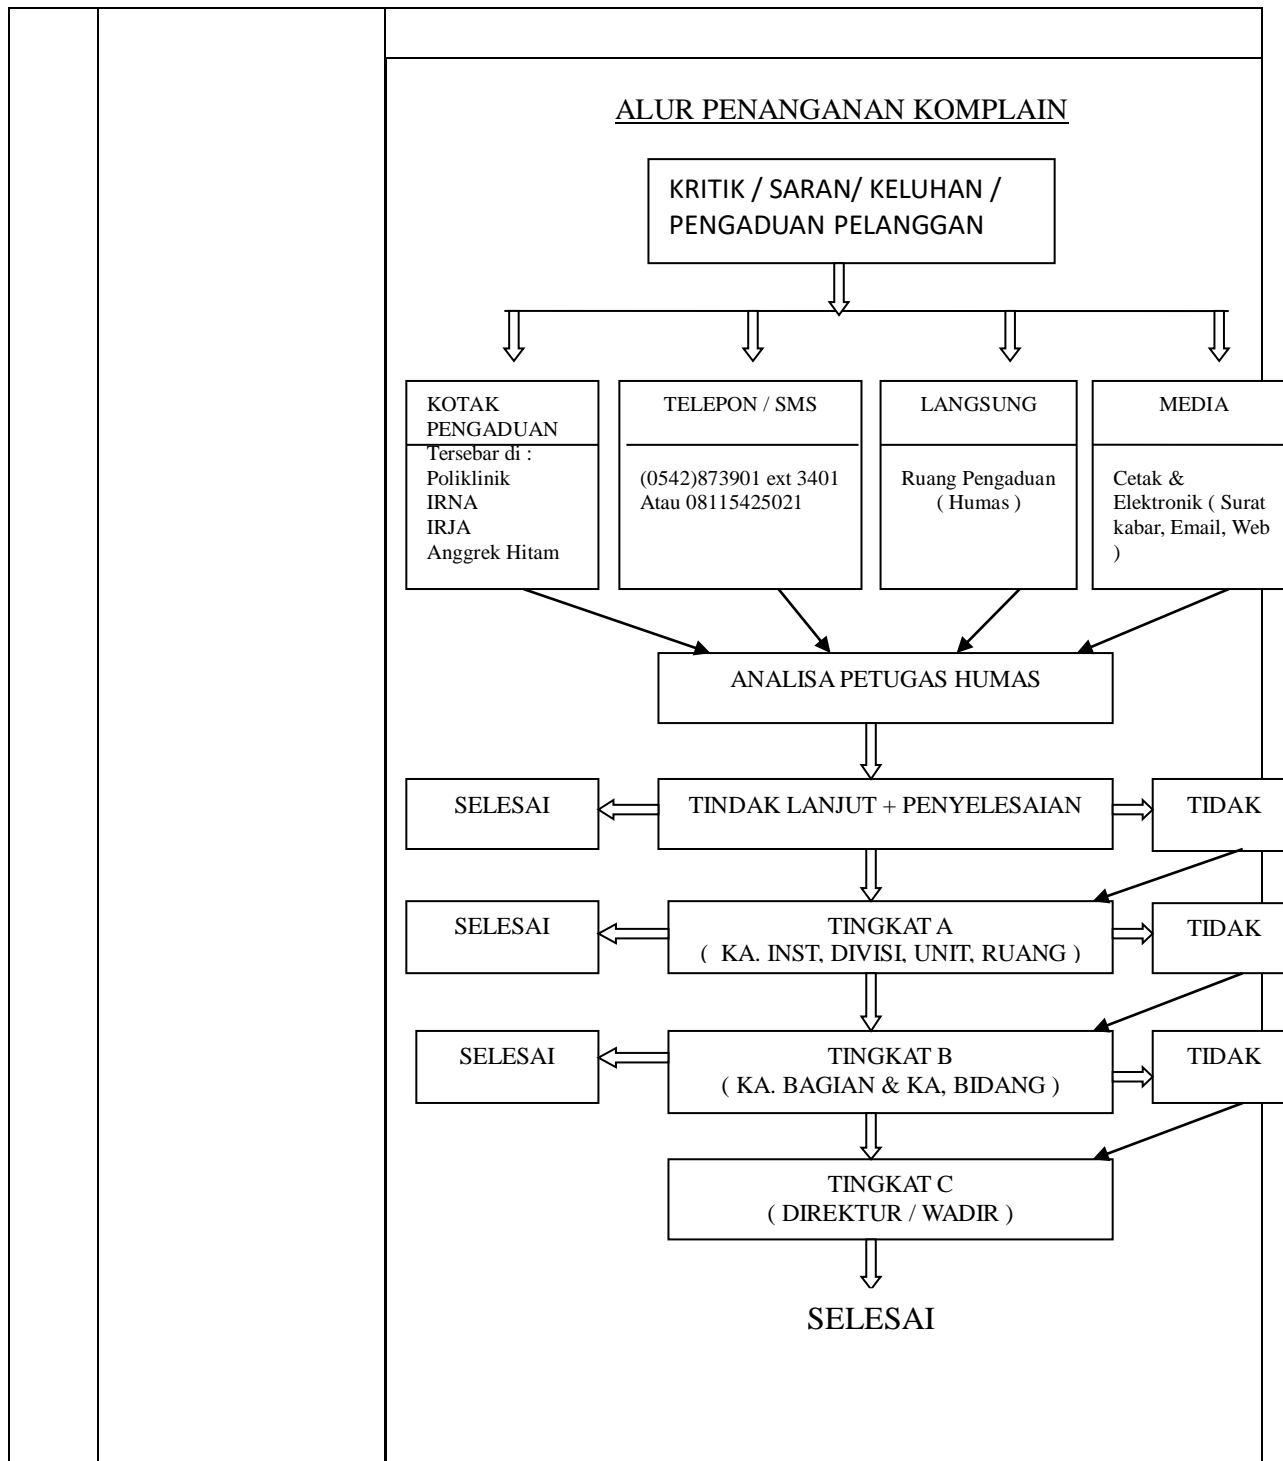 ALUR PENANGANAN KOMPLAIN
KRITIK / SARAN/ KELUHAN /
PENGADUAN PELANGGAN
KOTAK
PENGADUAN
Tersebar di :
Poliklinik
IRNA
IRJA
Anggrek Hitam
TELEPON / SMS
(0542)873901 ext 3401
Atau 08115425021
LANGSUNG
Ruang Pengaduan
( Humas )
MEDIA
Cetak &
Elektronik ( Surat
kabar, Email, Web
)
ANALISA PETUGAS HUMAS
SELESAI
TINDAK LANJUT + PENYELESAIAN
TIDAK
SELESAI
TINGKAT A
( KA. INST, DIVISI, UNIT, RUANG )
TIDAK
SELESAI
TINGKAT B
( KA. BAGIAN & KA, BIDANG )
TIDAK
TINGKAT C
( DIREKTUR / WADIR )
SELESAI